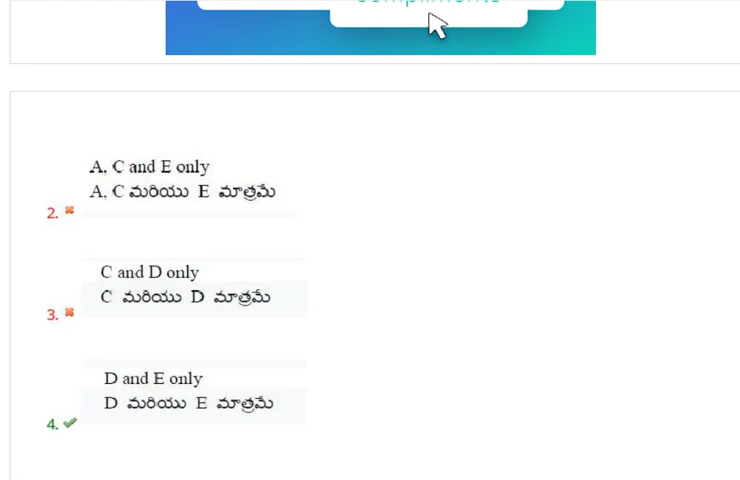 A, C and E only
A, C మరియు E మాత్రమే
2.
C and D only
C మరియు D మాత్రమే
3.
D and E only
D మరియు E మాత్రమే
4.